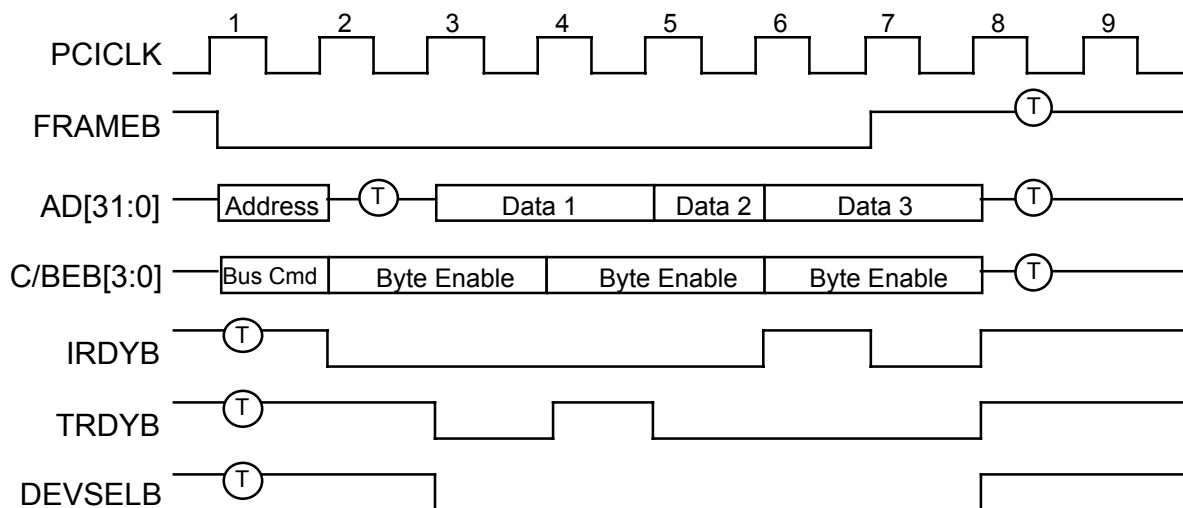 1 2 3 4 5 6 7 8 9
PCICLK
FRAMEB T
AD[31:0] Address T Data 1 Data 2 Data 3 T
C/BEB[3:0] Bus Cmd Byte Enable Byte Enable Byte Enable T
IRDYB T
TRDYB T
DEVSELB T